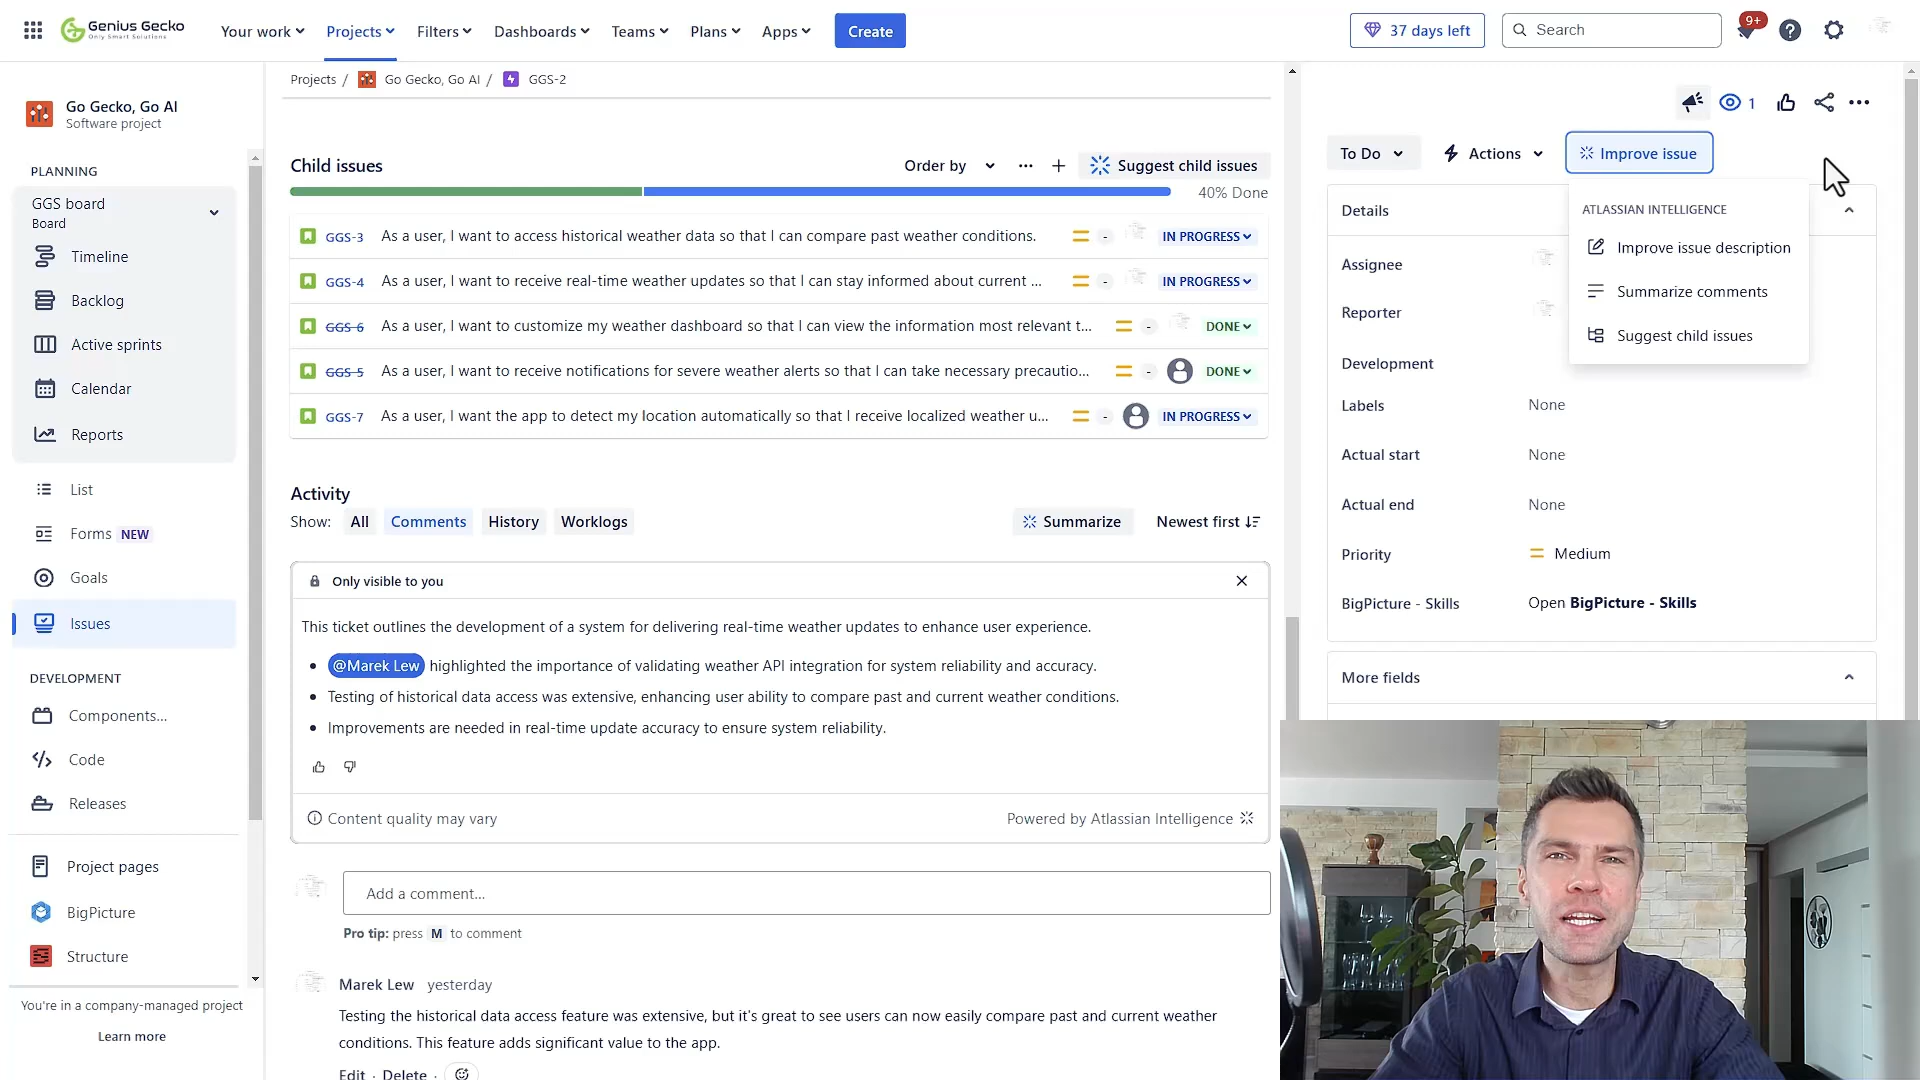 Genius Gecko
Only Smart Solutions
Your work
Projects
Filters
Dashboards
Teams
Plans
Apps
Create
37 days left
Search
9+
Go Gecko, Go AI
Software project
PLANNING
GGS board
Board
Timeline
Backlog
Active sprints
Calendar
Reports
List
Forms NEW
Goals
Issues
DEVELOPMENT
Components...
Code
Releases
Project pages
BigPicture
Structure
You're in a company-managed project
Learn more
Projects / Go Gecko, Go AI / GGS-2
Child issues
Order by
Suggest child issues
40% Done
GGS-3 As a user, I want to access historical weather data so that I can compare past weather conditions. - IN PROGRESS
GGS-4 As a user, I want to receive real-time weather updates so that I can stay informed about current ... - IN PROGRESS
GGS-6 As a user, I want to customize my weather dashboard so that I can view the information most relevant t... - DONE
GGS-5 As a user, I want to receive notifications for severe weather alerts so that I can take necessary precautio... - DONE
GGS-7 As a user, I want the app to detect my location automatically so that I receive localized weather u... - IN PROGRESS
Activity
Show: All Comments History Worklogs
Summarize
Newest first
Only visible to you
This ticket outlines the development of a system for delivering real-time weather updates to enhance user experience.
• @Marek Lew highlighted the importance of validating weather API integration for system reliability and accuracy.
• Testing of historical data access was extensive, enhancing user ability to compare past and current weather conditions.
• Improvements are needed in real-time update accuracy to ensure system reliability.
Content quality may vary
Powered by Atlassian Intelligence
Add a comment...
Pro tip: press M to comment
Marek Lew yesterday
Testing the historical data access feature was extensive, but it's great to see users can now easily compare past and current weather
conditions. This feature adds significant value to the app.
Edit · Delete ·
1
To Do
Actions
Improve issue
ATLASSIAN INTELLIGENCE
Improve issue description
Summarize comments
Suggest child issues
Details
Assignee
Reporter
Development
Labels None
Actual start None
Actual end None
Priority Medium
BigPicture - Skills Open BigPicture - Skills
More fields